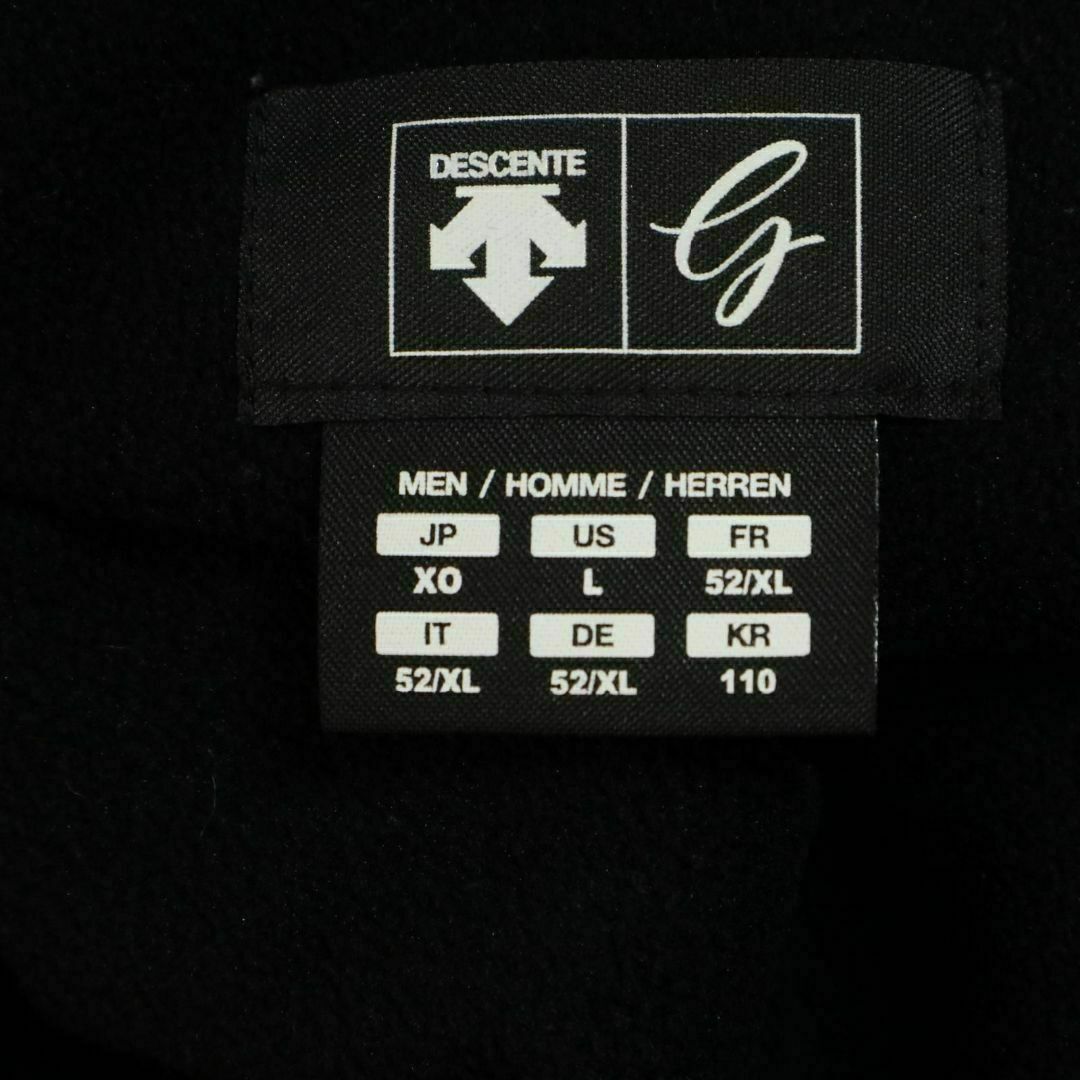 DESCENTE
G
MEN / HOMME / HERREN
JP US FR
XO L 52/XL
IT DE KR
52/XL 52/XL 110